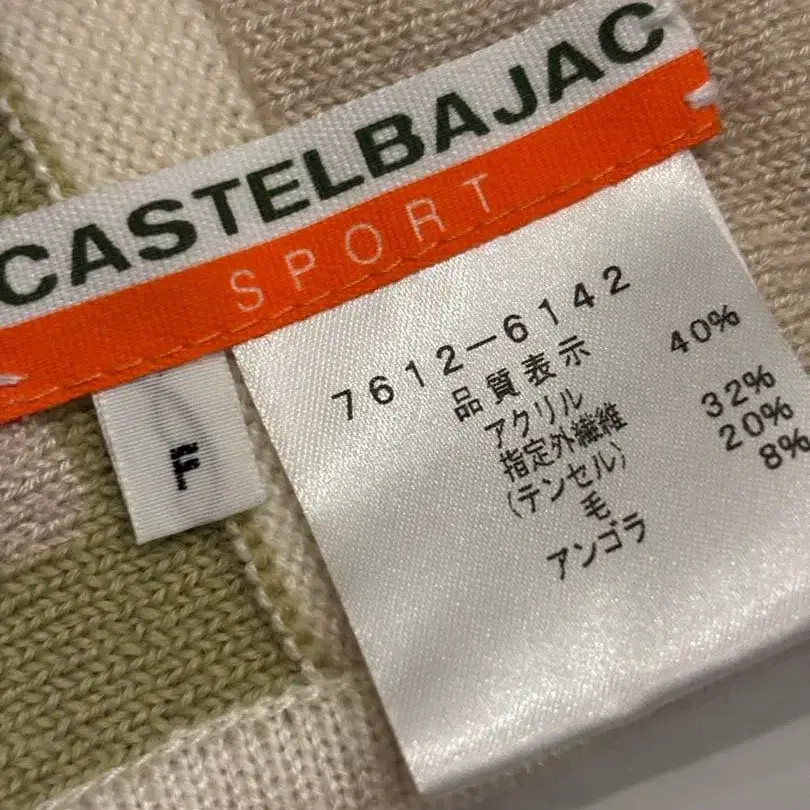 CASTELBAJAC
SPORT
F
7612-6142
品質表示
アクリル 40%
指定外繊維
(テンセル) 32%
毛 20%
アンゴラ 8%